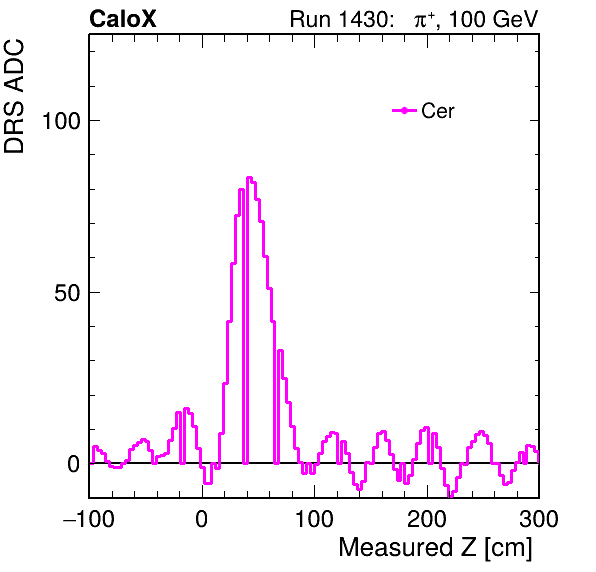 CaloX
Run 1430: π⁺, 100 GeV
DRS ADC
Cer
100
50
0
−100 0 100 200 300
Measured Z [cm]